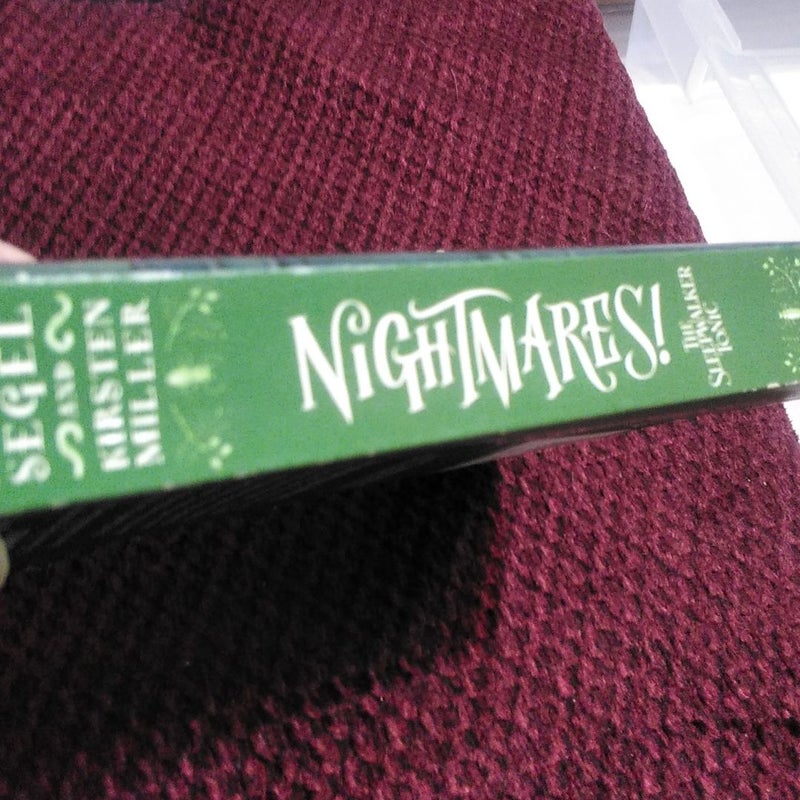 SEGEL
AND
KIRSTEN
MILLER
NIGHTMARES!
THE
SLEEPWALKER
TONIC